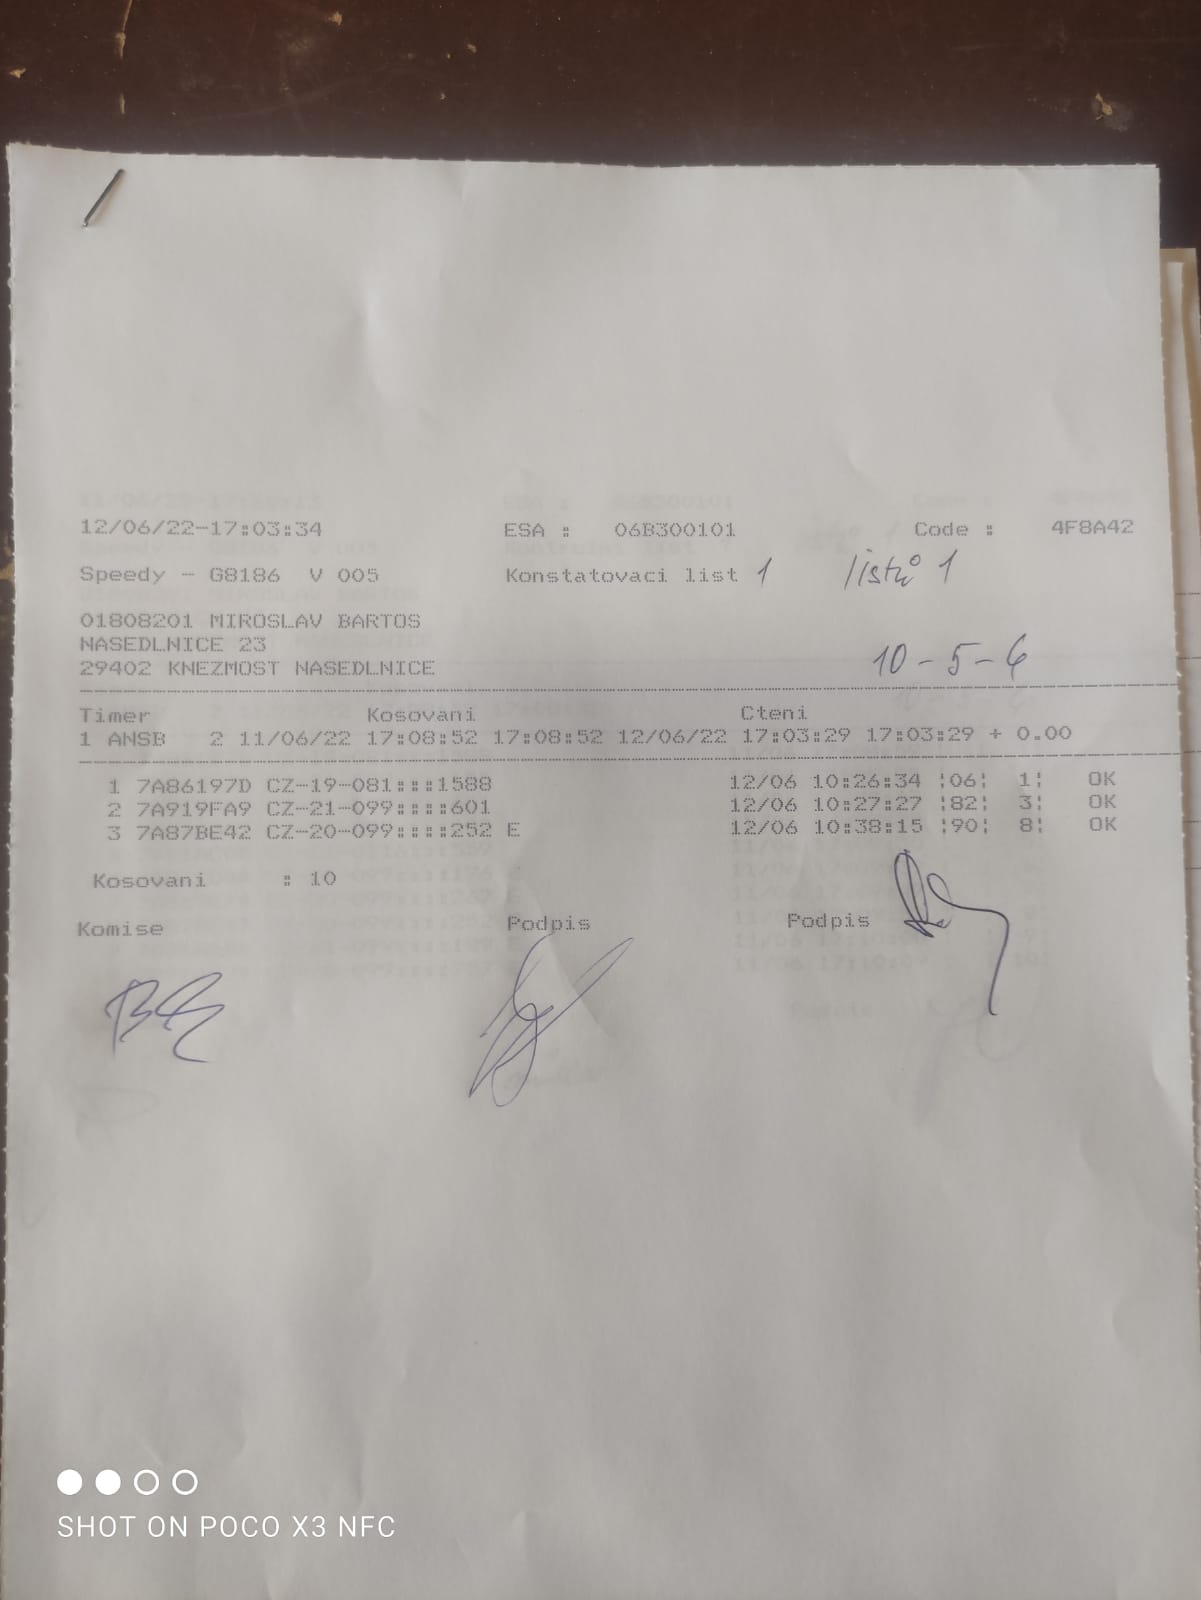 12/06/22-17:03:34 ESA : 06B300101 Code : 4F8A42
Speedy - G8186 V 005 Konstatovaci list 1 listů 1
01808201 MIROSLAV BARTOS
NASEDLNICE 23
29402 KNEZMOST NASEDLNICE 10-5-6
Timer Kosovani Cteni
1 ANSB 2 11/06/22 17:08:52 17:08:52 12/06/22 17:03:29 17:03:29 + 0.00
1 7A86197D CZ-19-081::::1588 12/06 10:26:34 ¦06¦ 1¦ OK
2 7A919FA9 CZ-21-099::::601 12/06 10:27:27 ¦82¦ 3¦ OK
3 7A87BE42 CZ-20-099::::252 E 12/06 10:38:15 ¦90¦ 8¦ OK
Kosovani : 10
Komise Podpis Podpis
SHOT ON POCO X3 NFC